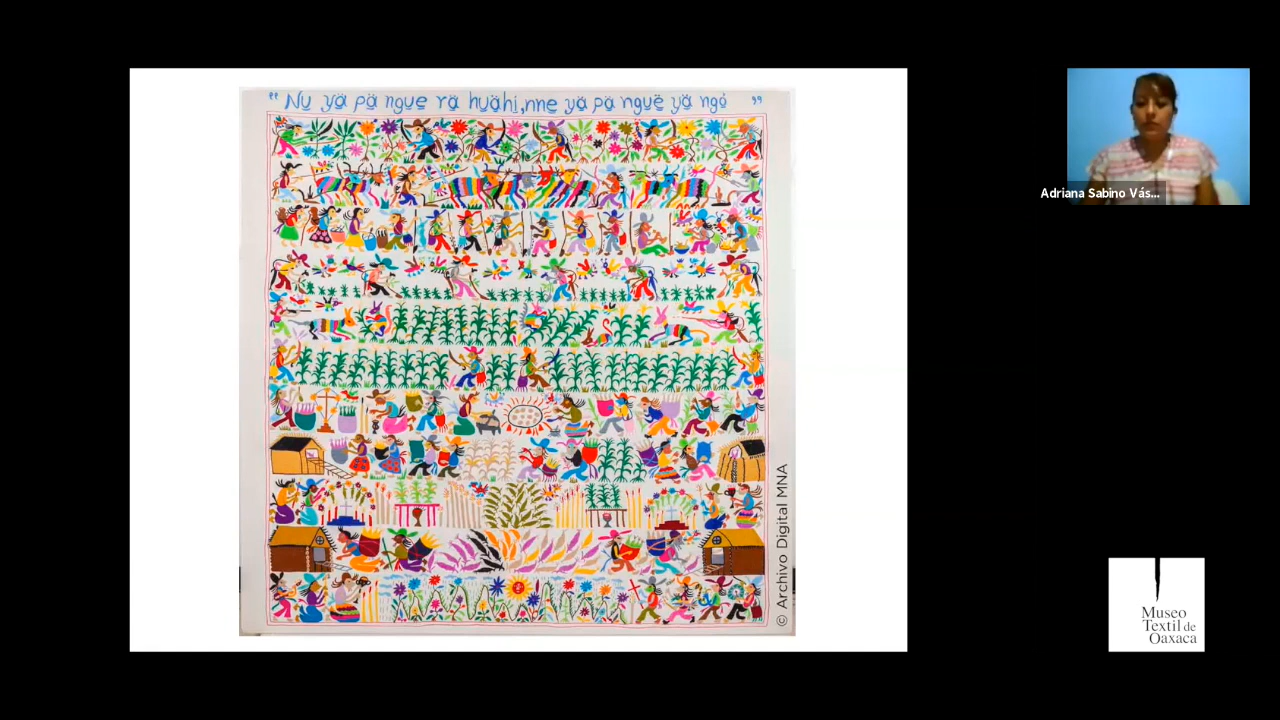 “ Nu̱ yä pä ngue̱ rä huähi,nne̱ yä pä nguë yä ngó ”
© Archivo Digital MNA
Adriana Sabino Vás...
Museo
Textil de
Oaxaca